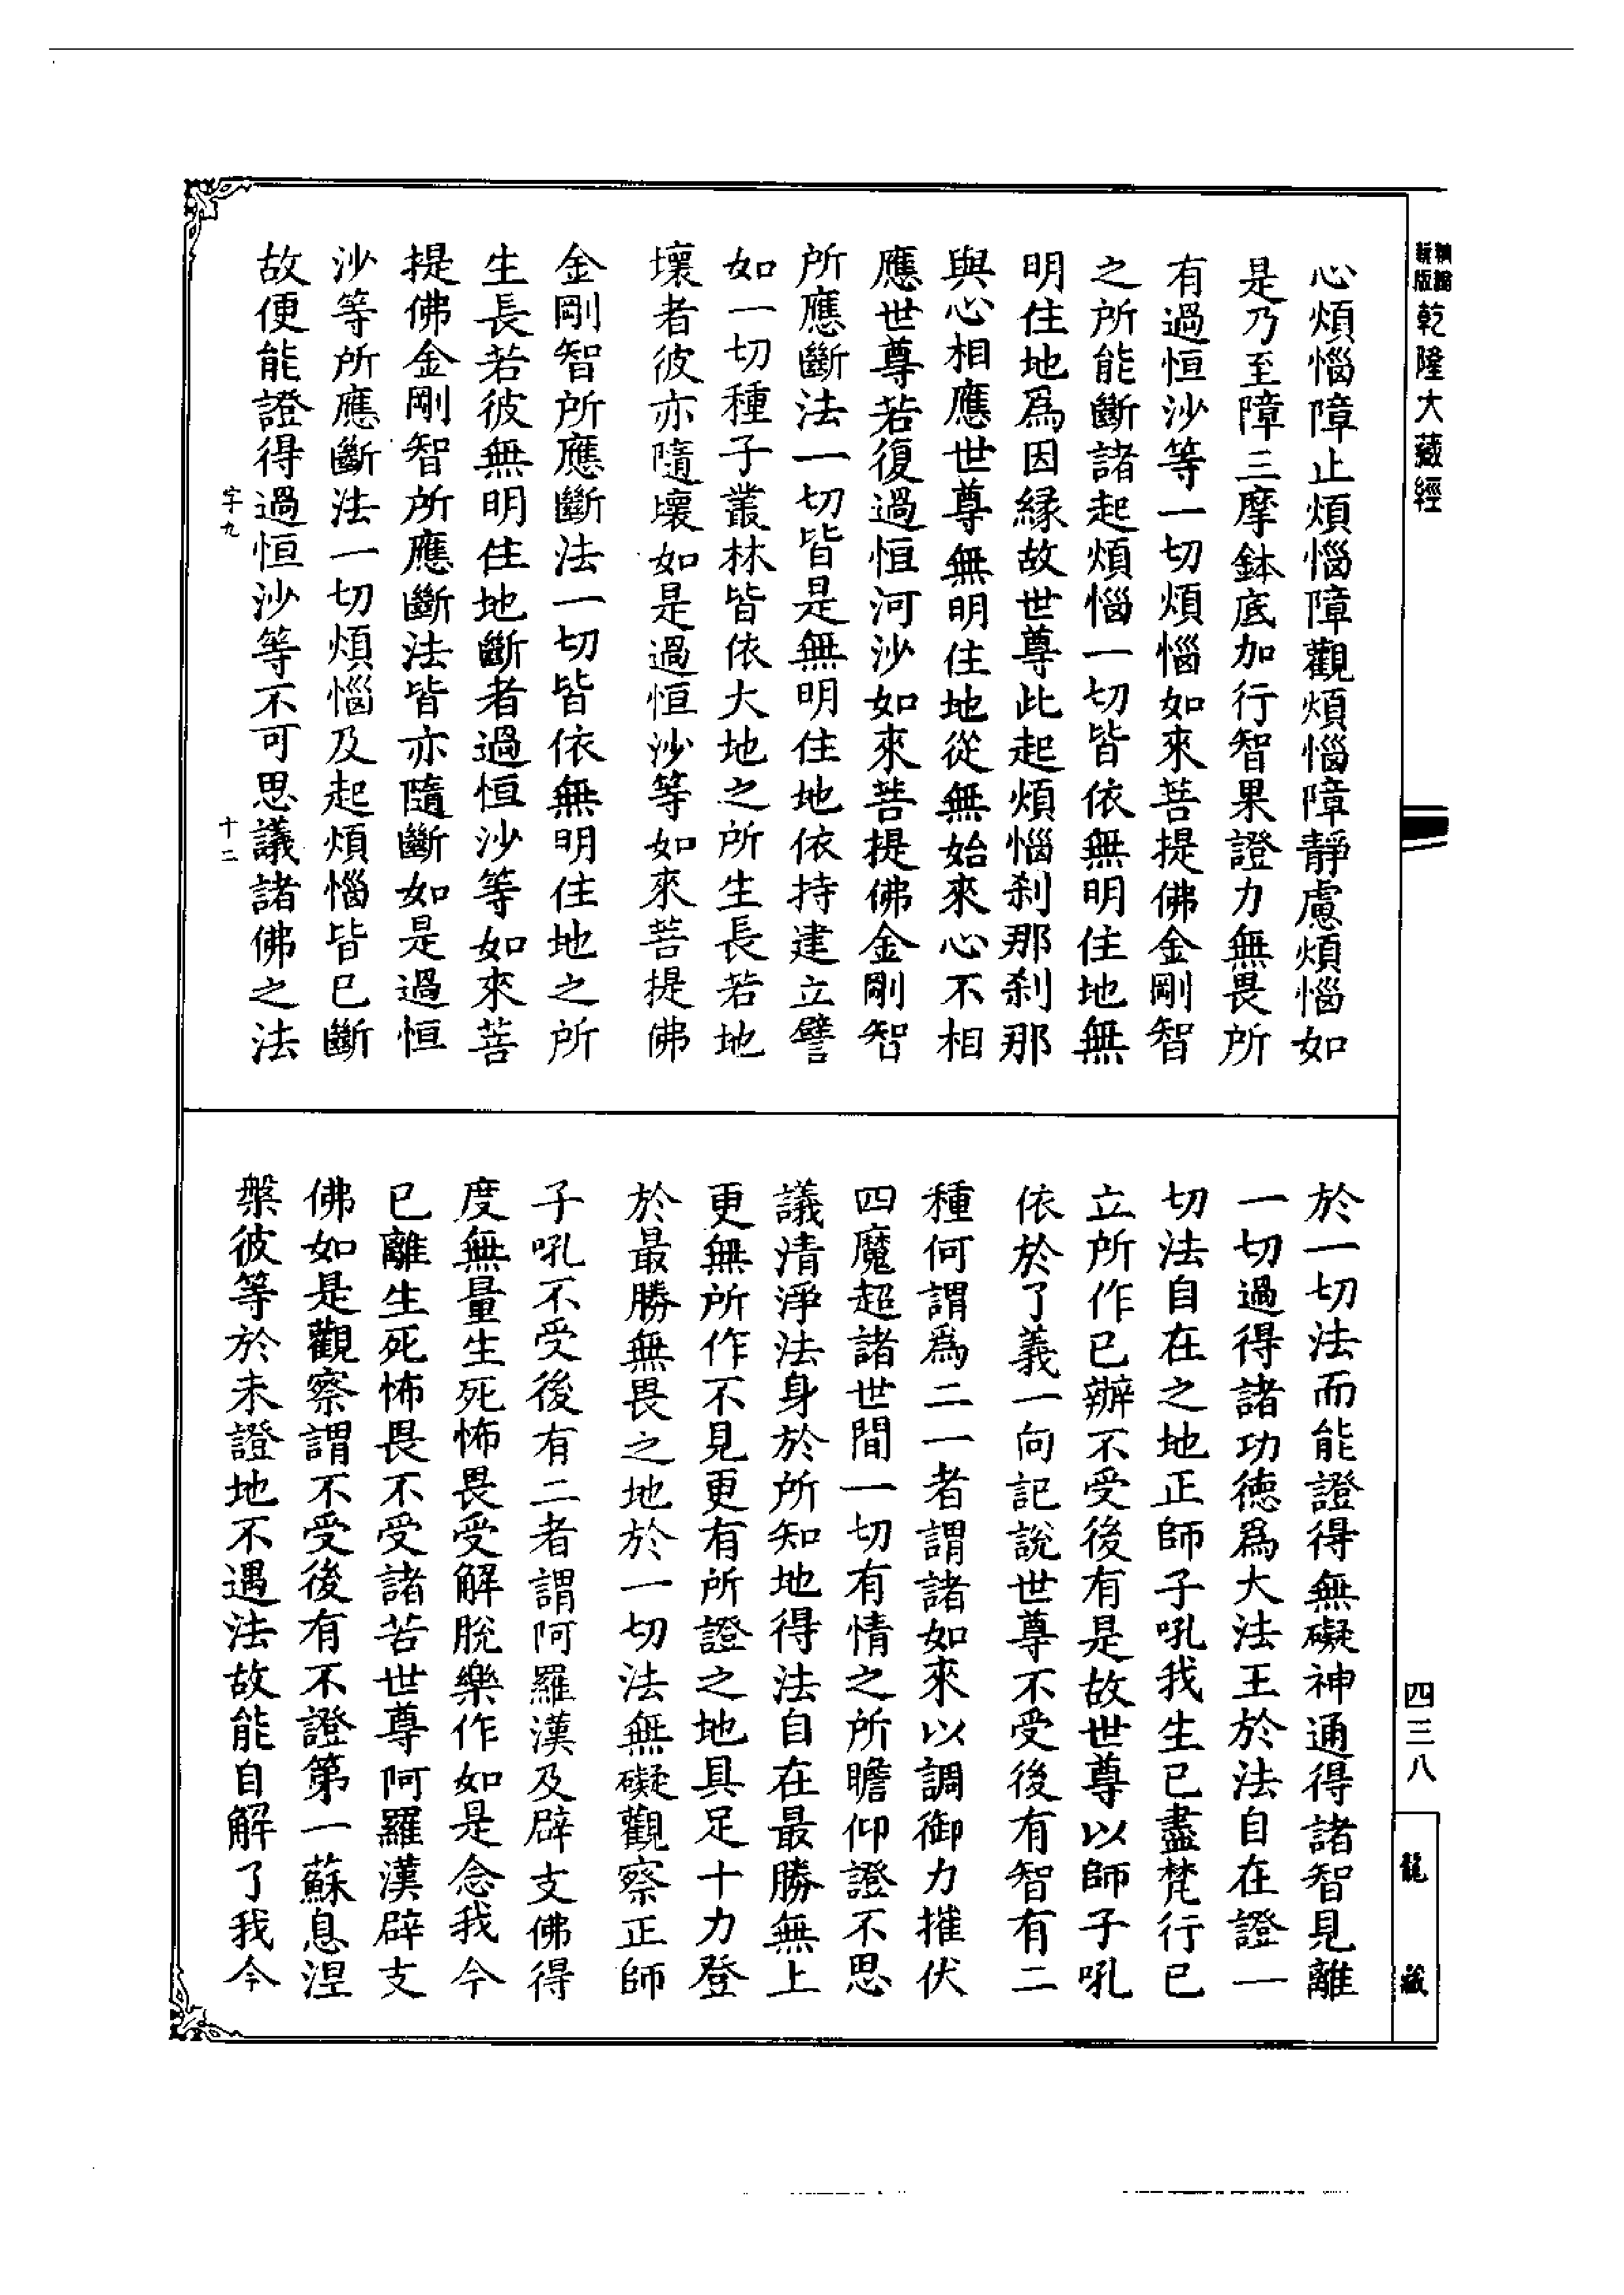 新版
精縮
乾隆大藏經
心煩惱障止煩惱障觀煩惱障靜慮煩惱如
是乃至障三摩鉢底加行智果證力無畏所
有過恒沙等一切煩惱如來菩提佛金剛智
之所能斷諸起煩惱一切皆依無明住地無
明住地爲因縁故世尊此起煩惱刹那刹那
與心相應世尊無明住地從無始來心不相
應世尊若復過恒河沙如來菩提佛金剛智
所應斷法一切皆是無明住地依持建立譬
如一切種子叢林皆依大地之所生長若地
壞者彼亦隨壞如是過恒沙等如來菩提佛
金剛智所應斷法一切皆依無明住地之所
生長若彼無明住地斷者過恒沙等如來菩
提佛金剛智所應斷法皆亦隨斷如是過恒
沙等所應斷法一切煩惱及起煩惱皆已斷
故便能證得過恒沙等不可思議諸佛之法
字九
十二
於一切法而能證得無礙神通得諸智見離
一切過得諸功德爲大法王於法自在證一
切法自在之地正師子吼我生已盡梵行已
立所作已辦不受後有是故世尊以師子吼
依於了義一向記說世尊不受後有智有二
種何謂爲二一者謂諸如來以調御力摧伏
四魔超諸世間一切有情之所瞻仰證不思
議清淨法身於所知地得法自在最勝無上
更無所作不見更有所證之地具足十力登
於最勝無畏之地於一切法無礙觀察正師
子吼不受後有二者謂阿羅漢及辟支佛得
度無量生死怖畏受解脫樂作如是念我今
已離生死怖畏不受諸苦世尊阿羅漢辟支
佛如是觀察謂不受後有不證第一蘇息涅
槃彼等於未證地不遇法故能自解了我今
四三八
龍藏